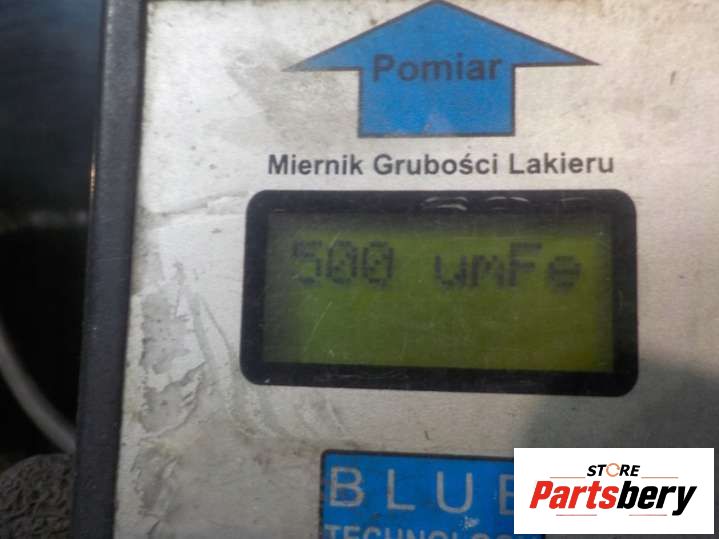 Pomiar
Miernik Grubości Lakieru
500 umFe
BLUE
STORE
Partsbery